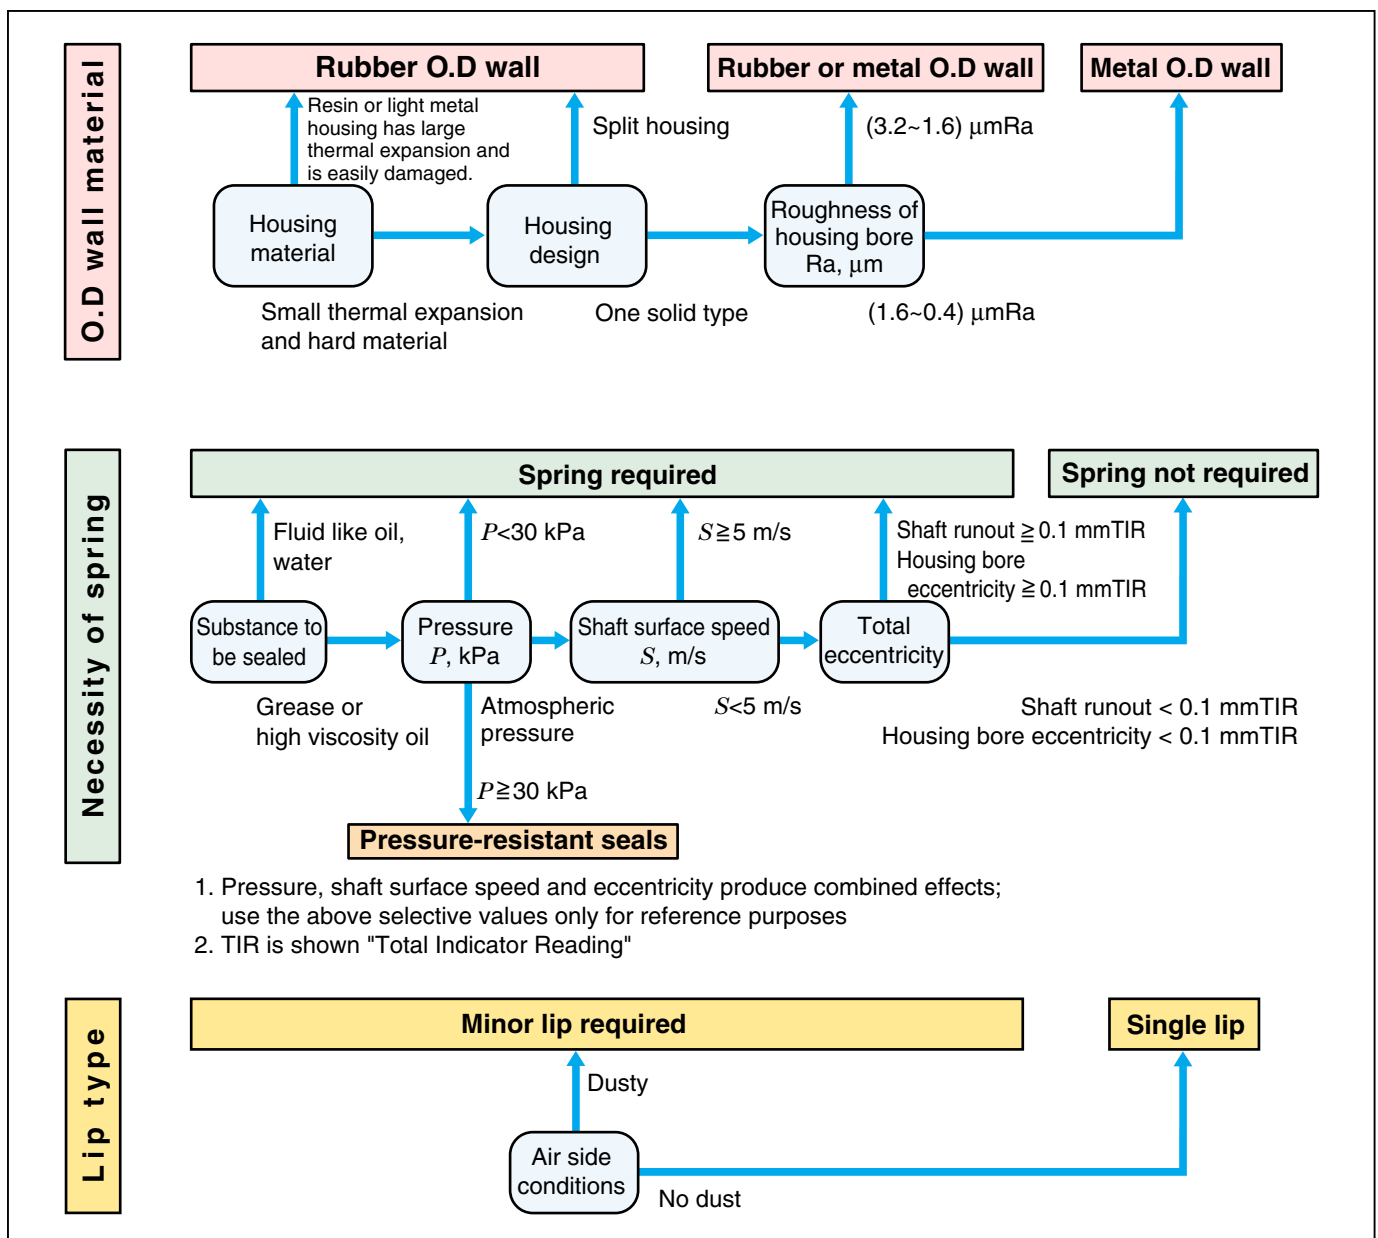 O.D wall material
Rubber O.D wall
Rubber or metal O.D wall
Metal O.D wall
Resin or light metal
housing has large
thermal expansion and
is easily damaged.
Split housing
(3.2~1.6) μmRa
Housing
material
Housing
design
Roughness of
housing bore
Ra, μm
Small thermal expansion
and hard material
One solid type
(1.6~0.4) μmRa
Necessity of spring
Spring required
Spring not required
Fluid like oil,
water
P<30 kPa
S≧5 m/s
Shaft runout ≧ 0.1 mmTIR
Housing bore
eccentricity ≧ 0.1 mmTIR
Substance to
be sealed
Pressure
P, kPa
Shaft surface speed
S, m/s
Total
eccentricity
Grease or
high viscosity oil
Atmospheric
pressure
S<5 m/s
Shaft runout < 0.1 mmTIR
Housing bore eccentricity < 0.1 mmTIR
P≧30 kPa
Pressure-resistant seals
1. Pressure, shaft surface speed and eccentricity produce combined effects;
use the above selective values only for reference purposes
2. TIR is shown "Total Indicator Reading"
Lip type
Minor lip required
Single lip
Dusty
Air side
conditions
No dust